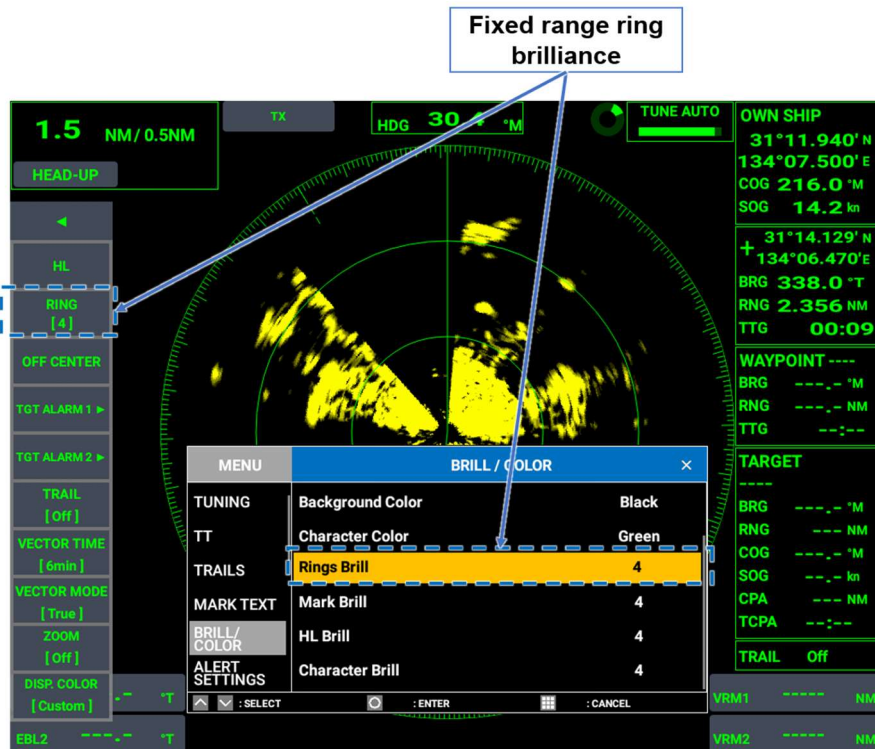 Fixed range ring
brilliance
1.5 NM / 0.5NM
HEAD-UP
TX
HDG 30.4 °M
TUNE AUTO
◄
HL
RING
[ 4 ]
OFF CENTER
TGT ALARM 1 ►
TGT ALARM 2 ►
TRAIL
[ Off ]
VECTOR TIME
[ 6min ]
VECTOR MODE
[ True ]
ZOOM
[ Off ]
DISP. COLOR
[ Custom ]
MENU
TUNING
TT
TRAILS
MARK TEXT
BRILL/
COLOR
ALERT
SETTINGS
BRILL / COLOR ×
Background Color Black
Character Color Green
Rings Brill 4
Mark Brill 4
HL Brill 4
Character Brill 4
: SELECT : ENTER : CANCEL
OWN SHIP
31°11.940' N
134°07.500' E
COG 216.0 °M
SOG 14.2 kn
+ 31°14.129' N
134°06.470' E
BRG 338.0 °T
RNG 2.356 NM
TTG 00:09
WAYPOINT ----
BRG ---.- °M
RNG ---.- NM
TTG --:--
TARGET
----
BRG ---.- °M
RNG --- NM
COG ---.- °M
SOG --.- kn
CPA --- NM
TCPA --:--
TRAIL Off
-.- °T
EBL2 ---.- °T
VRM1 ----- NM
VRM2 ----- NM